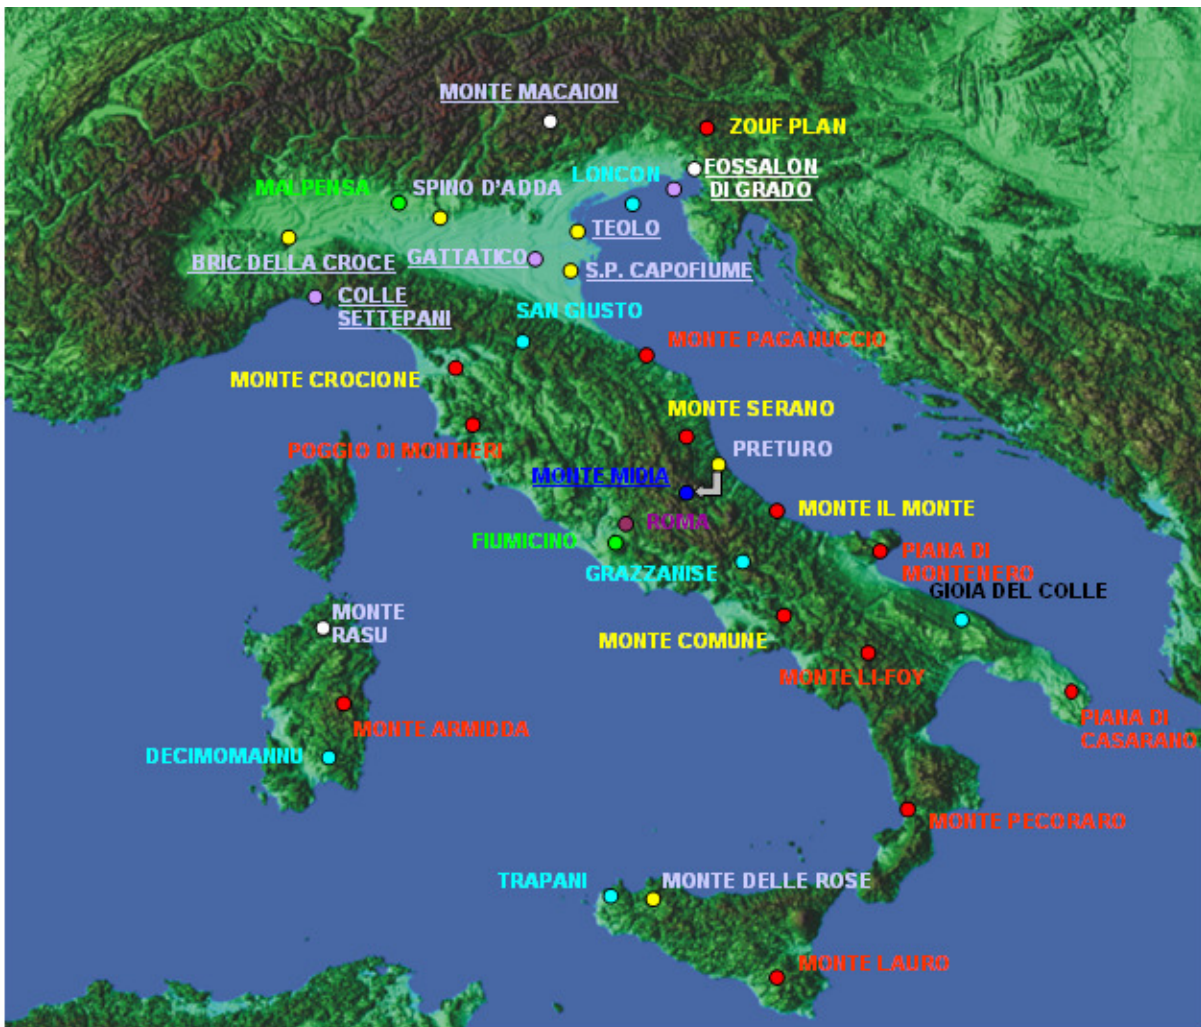 MONTE MACAION
ZOUF PLAN
LONCON
FOSSALON
DI GRADO
MALPENSA
SPINO D'ADDA
TEOLO
BRIC DELLA CROCE
GATTATICO
S.P. CAPOFIUME
COLLE
SETTEPANI
SAN GIUSTO
MONTE PAGANUCCIO
MONTE CROCIONE
MONTE SERANO
POGGIO DI MONTIERI
PRETURO
MONTE MIDIA
MONTE IL MONTE
ROMA
FIUMICINO
PIANA DI
MONTENERO
GRAZZANISE
GIOIA DEL COLLE
MONTE
RASU
MONTE COMUNE
MONTE LI-FOY
PIANA DI
CASARANO
MONTE ARMIDDA
DECIMOMANNU
MONTE PECORARO
TRAPANI
MONTE DELLE ROSE
MONTE LAURO